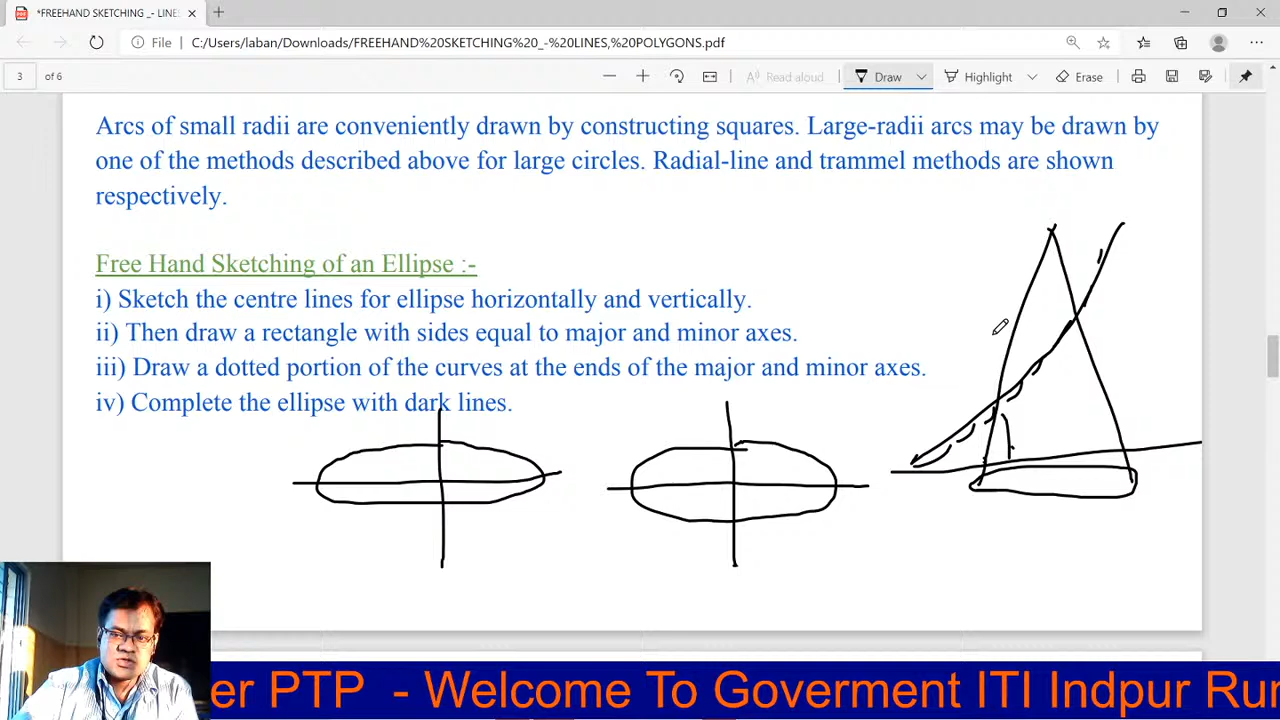 *FREEHAND SKETCHING _- LINES
File C:/Users/laban/Downloads/FREEHAND%20SKETCHING%20_-%20LINES,%20POLYGONS.pdf
3 of 6 Read aloud Draw Highlight Erase
Arcs of small radii are conveniently drawn by constructing squares. Large-radii arcs may be drawn by
one of the methods described above for large circles. Radial-line and trammel methods are shown
respectively.
Free Hand Sketching of an Ellipse :-
i) Sketch the centre lines for ellipse horizontally and vertically.
ii) Then draw a rectangle with sides equal to major and minor axes.
iii) Draw a dotted portion of the curves at the ends of the major and minor axes.
iv) Complete the ellipse with dark lines.
er PTP - Welcome To Goverment ITI Indpur Rur